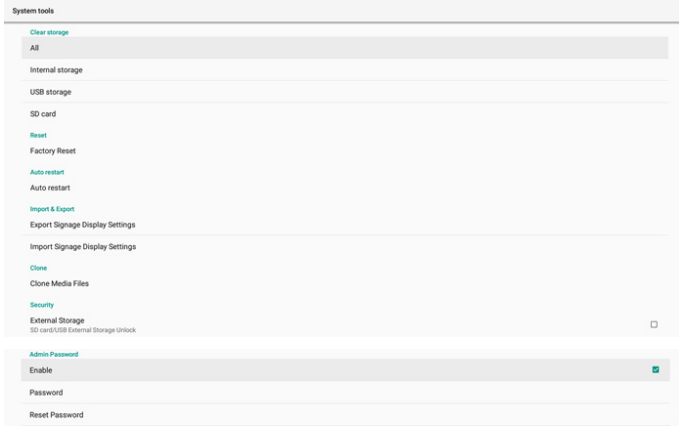 System tools
Clear storage
All
Internal storage
USB storage
SD card
Reset
Factory Reset
Auto restart
Auto restart
Import & Export
Export Signage Display Settings
Import Signage Display Settings
Clone
Clone Media Files
Security
External Storage
SD card/USB External Storage Unlock
Admin Password
Enable
Password
Reset Password